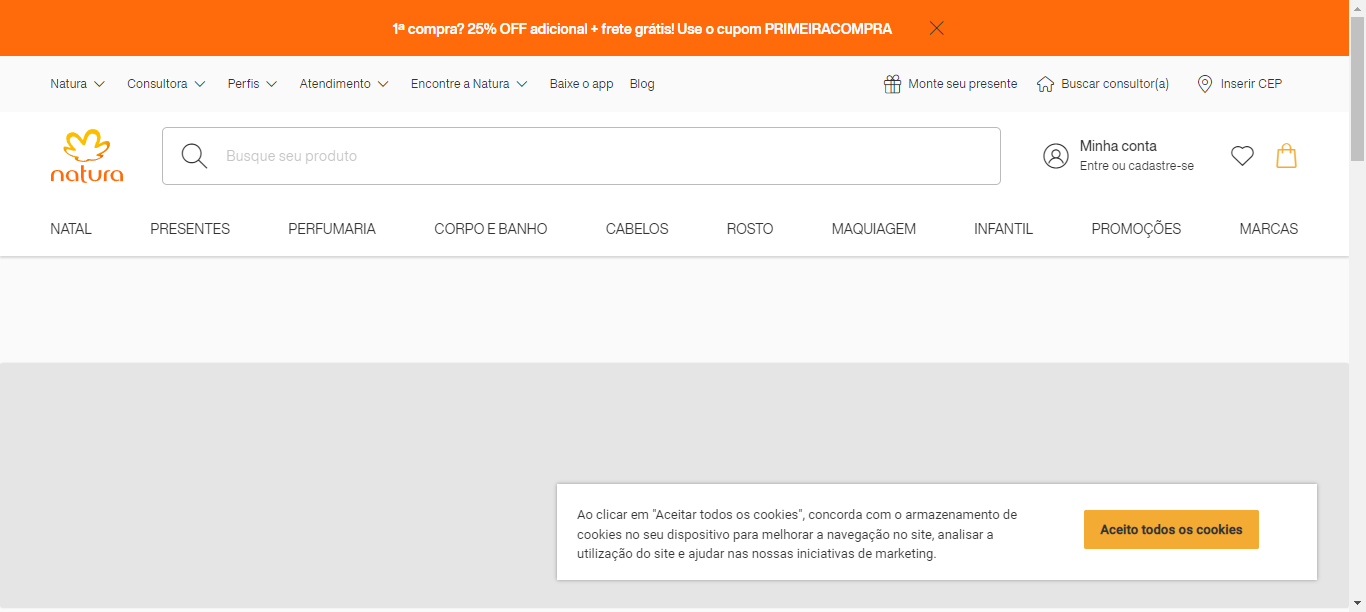 1ª compra? 25% OFF adicional + frete grátis! Use o cupom PRIMEIRACOMPRA
Natura Consultora Perfis Atendimento Encontre a Natura Baixe o app Blog Monte seu presente Buscar consultor(a) Inserir CEP
natura
Busque seu produto
Minha conta
Entre ou cadastre-se
NATAL PRESENTES PERFUMARIA CORPO E BANHO CABELOS ROSTO MAQUIAGEM INFANTIL PROMOÇÕES MARCAS
Ao clicar em "Aceitar todos os cookies", concorda com o armazenamento de
cookies no seu dispositivo para melhorar a navegação no site, analisar a
utilização do site e ajudar nas nossas iniciativas de marketing.
Aceito todos os cookies